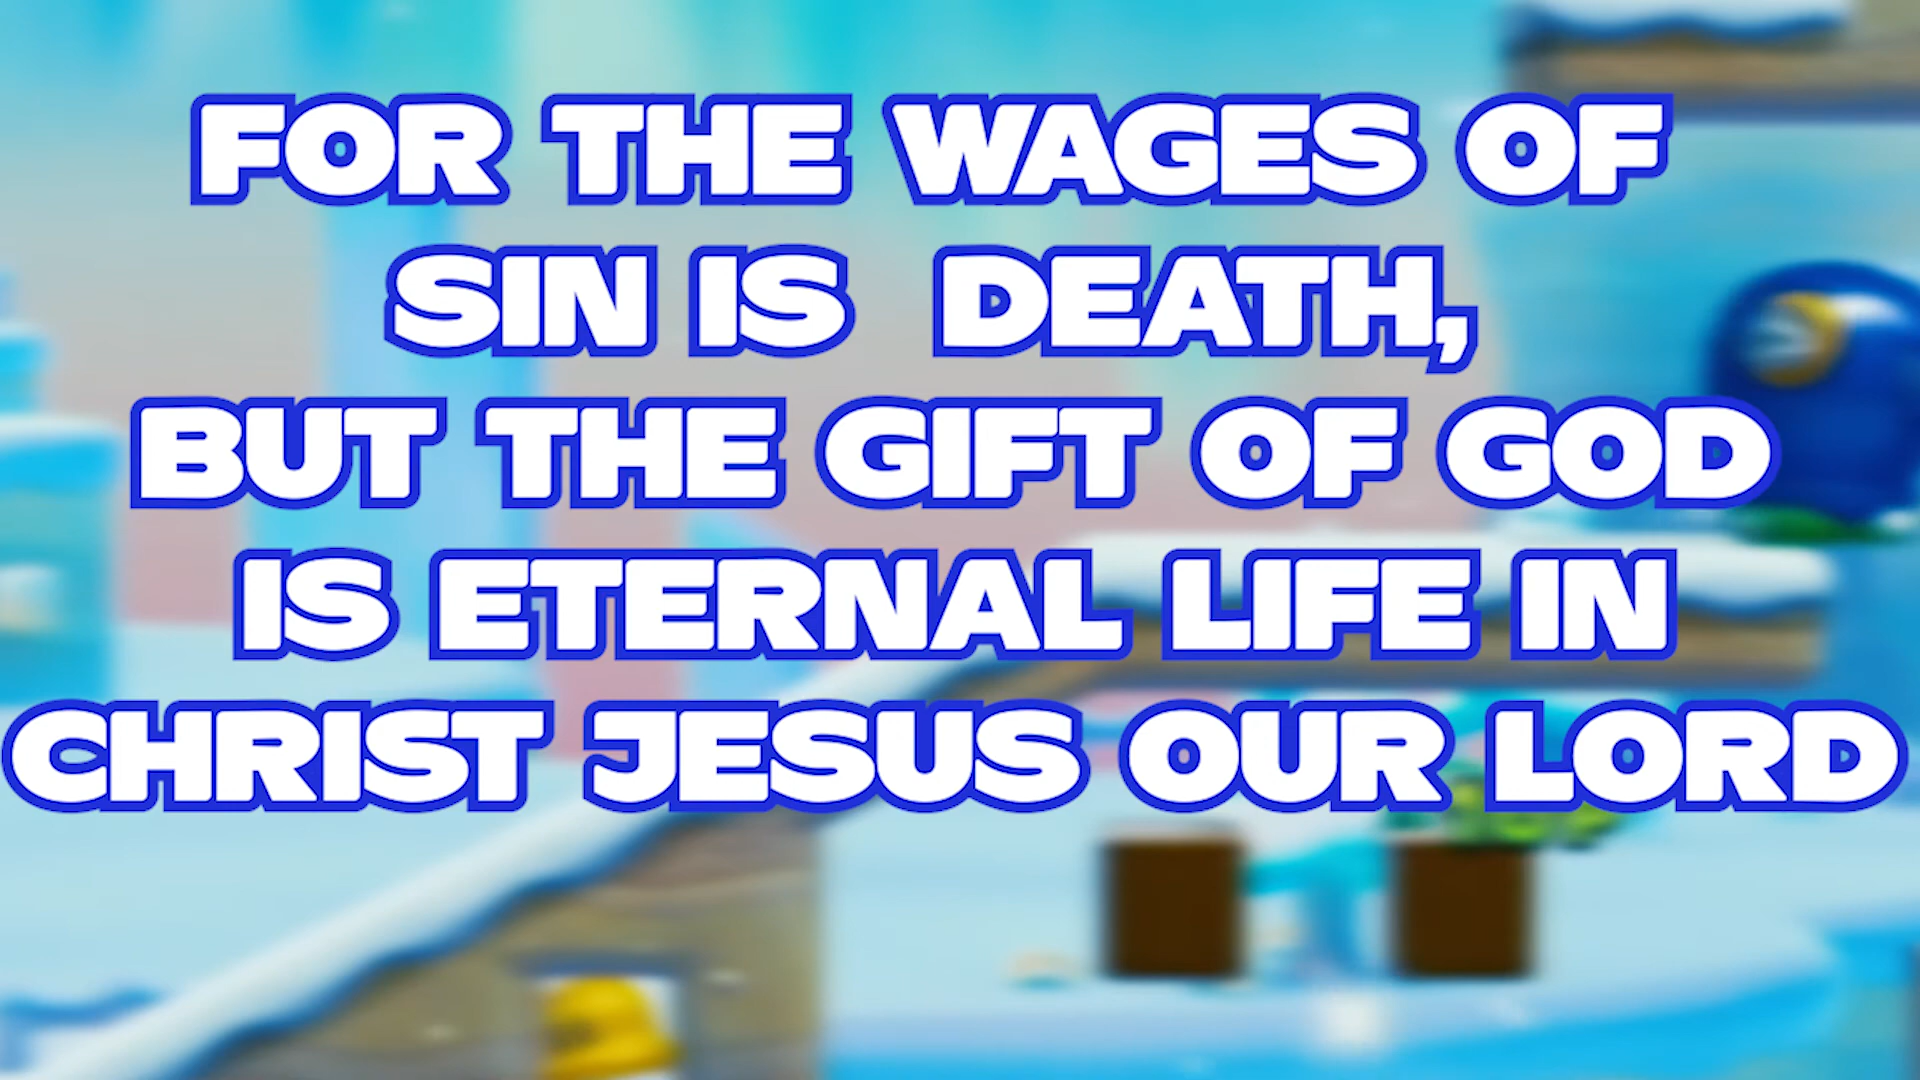 FOR THE WAGES OF
SIN IS  DEATH,
BUT THE GIFT OF GOD
IS ETERNAL LIFE IN
CHRIST JESUS OUR LORD